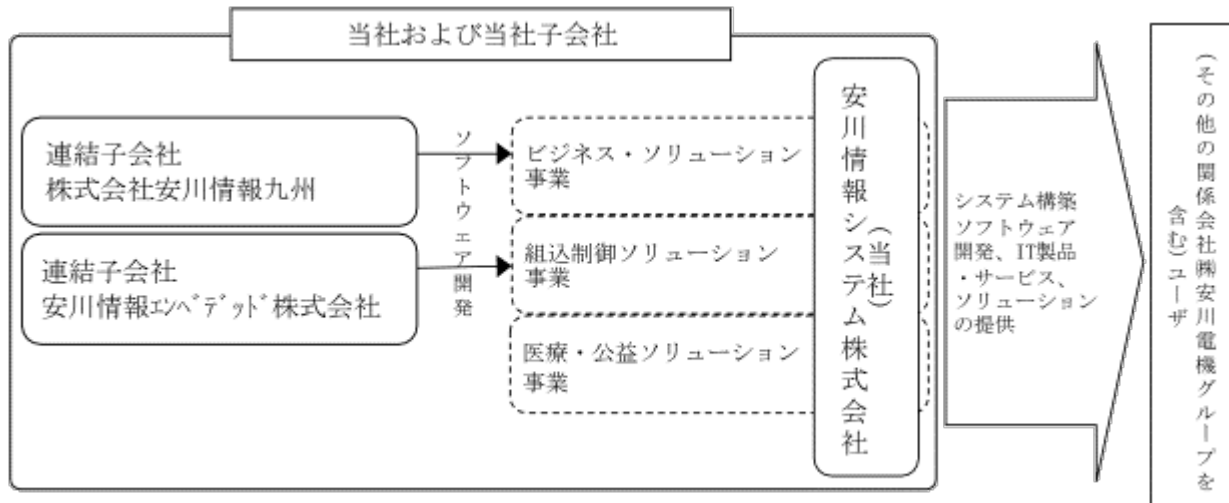 当社および当社子会社
連結子会社
株式会社安川情報九州
連結子会社
安川情報ｴﾝﾍﾞﾃﾞｯﾄﾞ株式会社
ソフトウェア開発
ビジネス・ソリューション
事業
組込制御ソリューション
事業
医療・公益ソリューション
事業
安川情報システム株式会社
（当社）
システム構築
ソフトウェア
開発、IT製品
・サービス、
ソリューション
の提供
（その他の関係会社㈱安川電機グループを
含む）ユーザ